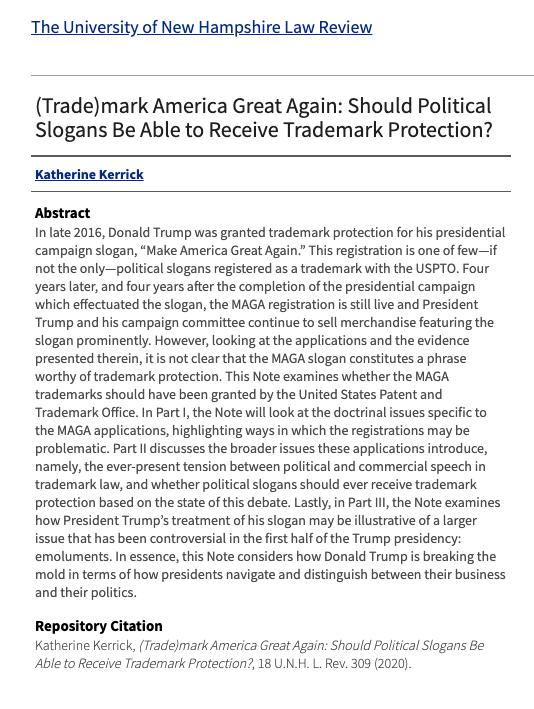 The University of New Hampshire Law Review
(Trade)mark America Great Again: Should Political
Slogans Be Able to Receive Trademark Protection?
Katherine Kerrick
Abstract
In late 2016, Donald Trump was granted trademark protection for his presidential
campaign slogan, “Make America Great Again.” This registration is one of few—if
not the only—political slogans registered as a trademark with the USPTO. Four
years later, and four years after the completion of the presidential campaign
which effectuated the slogan, the MAGA registration is still live and President
Trump and his campaign committee continue to sell merchandise featuring the
slogan prominently. However, looking at the applications and the evidence
presented therein, it is not clear that the MAGA slogan constitutes a phrase
worthy of trademark protection. This Note examines whether the MAGA
trademarks should have been granted by the United States Patent and
Trademark Office. In Part I, the Note will look at the doctrinal issues specific to
the MAGA applications, highlighting ways in which the registrations may be
problematic. Part II discusses the broader issues these applications introduce,
namely, the ever-present tension between political and commercial speech in
trademark law, and whether political slogans should ever receive trademark
protection based on the state of this debate. Lastly, in Part III, the Note examines
how President Trump’s treatment of his slogan may be illustrative of a larger
issue that has been controversial in the first half of the Trump presidency:
emoluments. In essence, this Note considers how Donald Trump is breaking the
mold in terms of how presidents navigate and distinguish between their business
and their politics.
Repository Citation
Katherine Kerrick, (Trade)mark America Great Again: Should Political Slogans Be
Able to Receive Trademark Protection?, 18 U.N.H. L. Rev. 309 (2020).